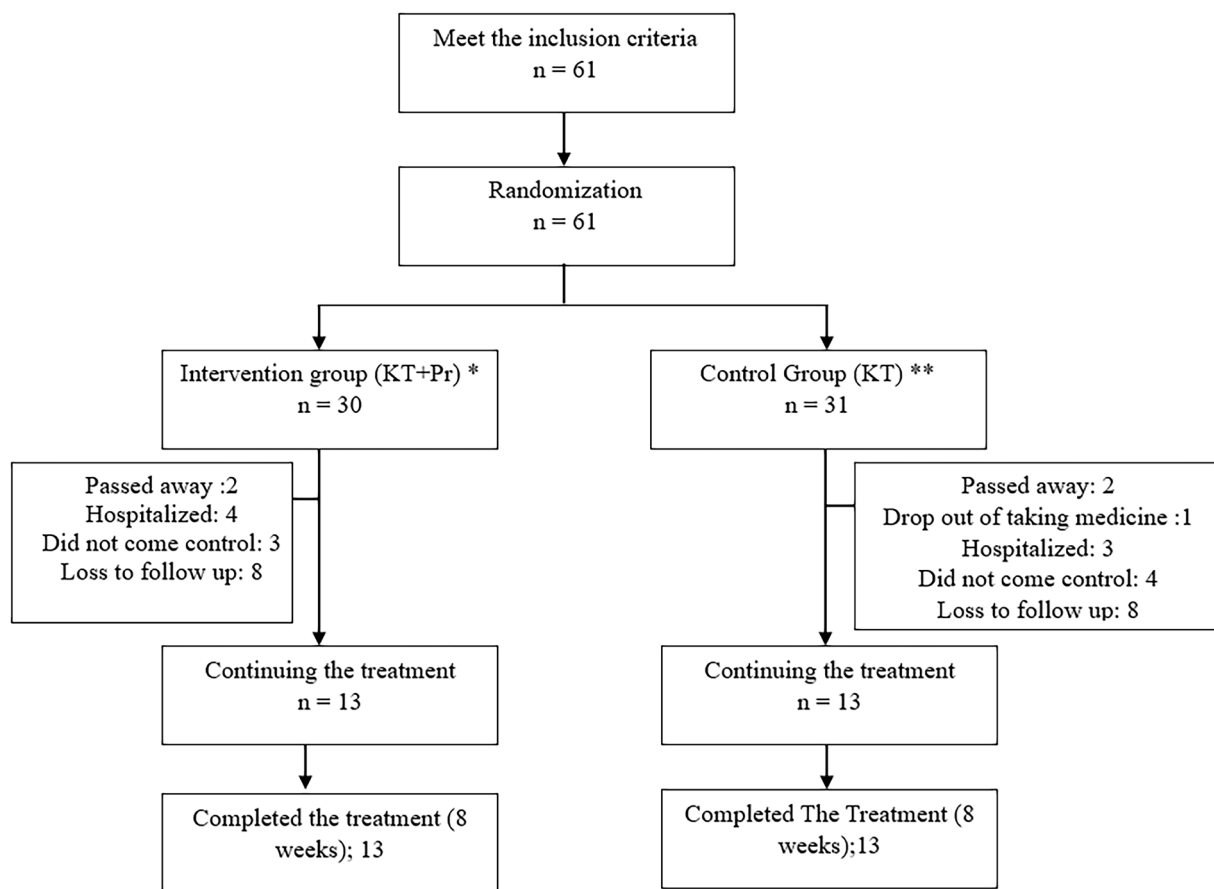 Meet the inclusion criteria
n = 61
Randomization
n = 61
Intervention group (KT+Pr) *
n = 30
Control Group (KT) **
n = 31
Passed away :2
Hospitalized: 4
Did not come control: 3
Loss to follow up: 8
Passed away: 2
Drop out of taking medicine :1
Hospitalized: 3
Did not come control: 4
Loss to follow up: 8
Continuing the treatment
n = 13
Continuing the treatment
n = 13
Completed the treatment (8
weeks); 13
Completed The Treatment (8
weeks);13